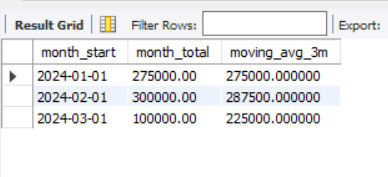 Result Grid Filter Rows: Export:
month_start month_total moving_avg_3m
2024-01-01 275000.00 275000.000000
2024-02-01 300000.00 287500.000000
2024-03-01 100000.00 225000.000000